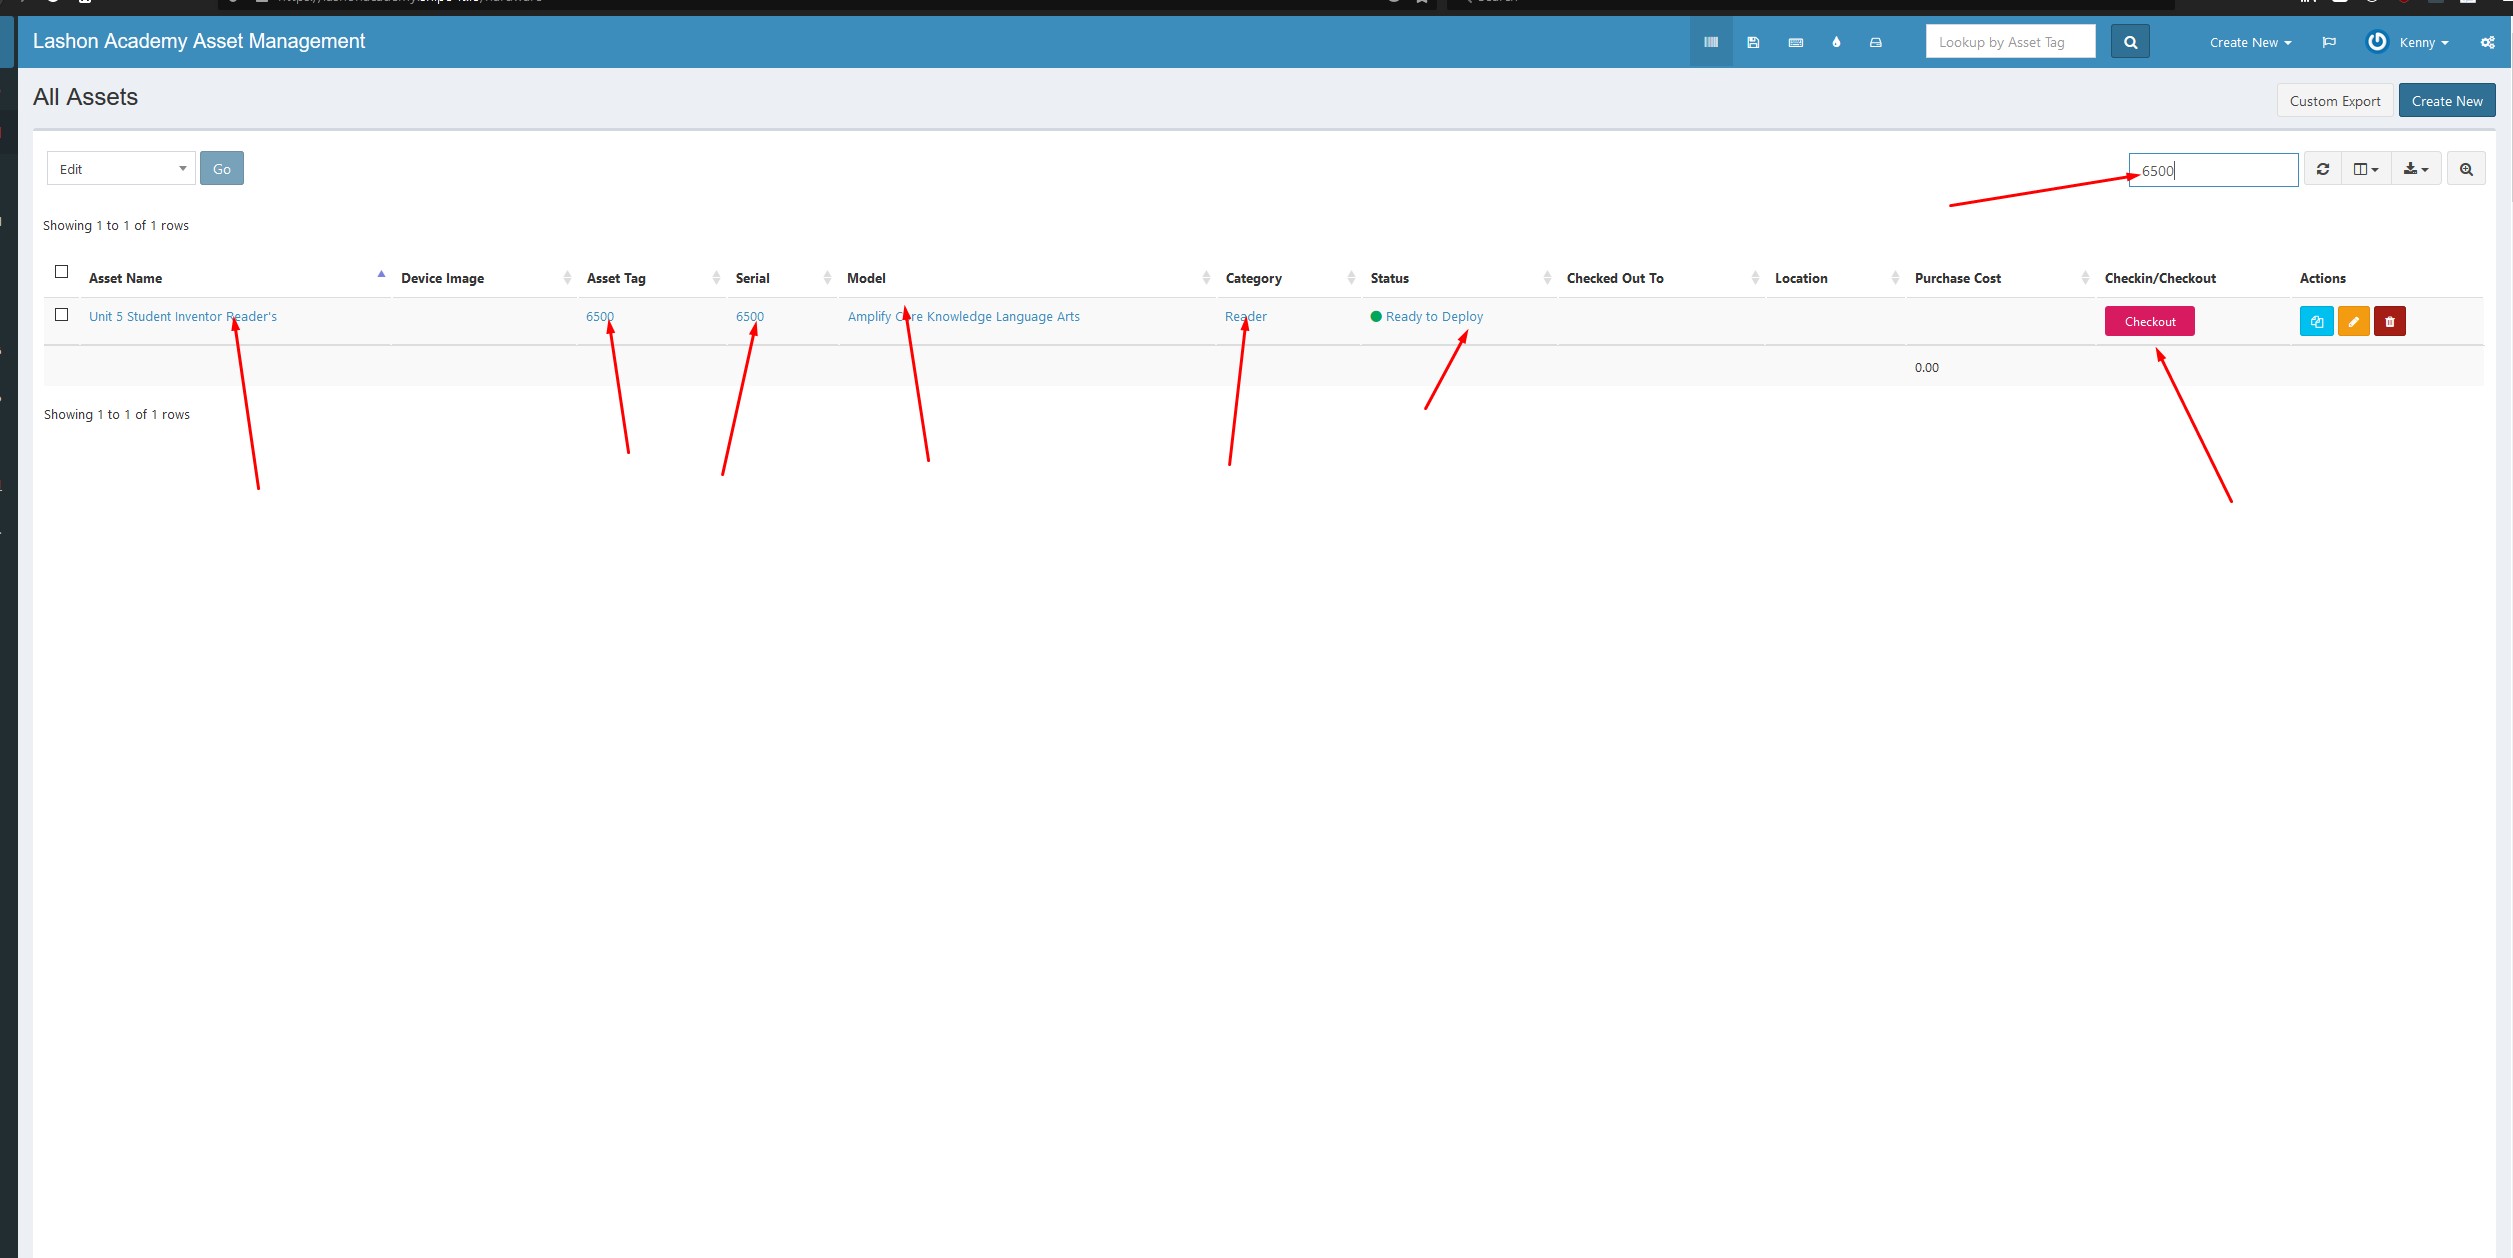 Lashon Academy Asset Management
Lookup by Asset Tag
Create New
Kenny
All Assets
Custom Export
Create New
Edit
Go
6500
Showing 1 to 1 of 1 rows
Asset Name Device Image Asset Tag Serial Model Category Status Checked Out To Location Purchase Cost Checkin/Checkout Actions
Unit 5 Student Inventor Reader's 6500 6500 Amplify Core Knowledge Language Arts Reader Ready to Deploy Checkout
0.00
Showing 1 to 1 of 1 rows